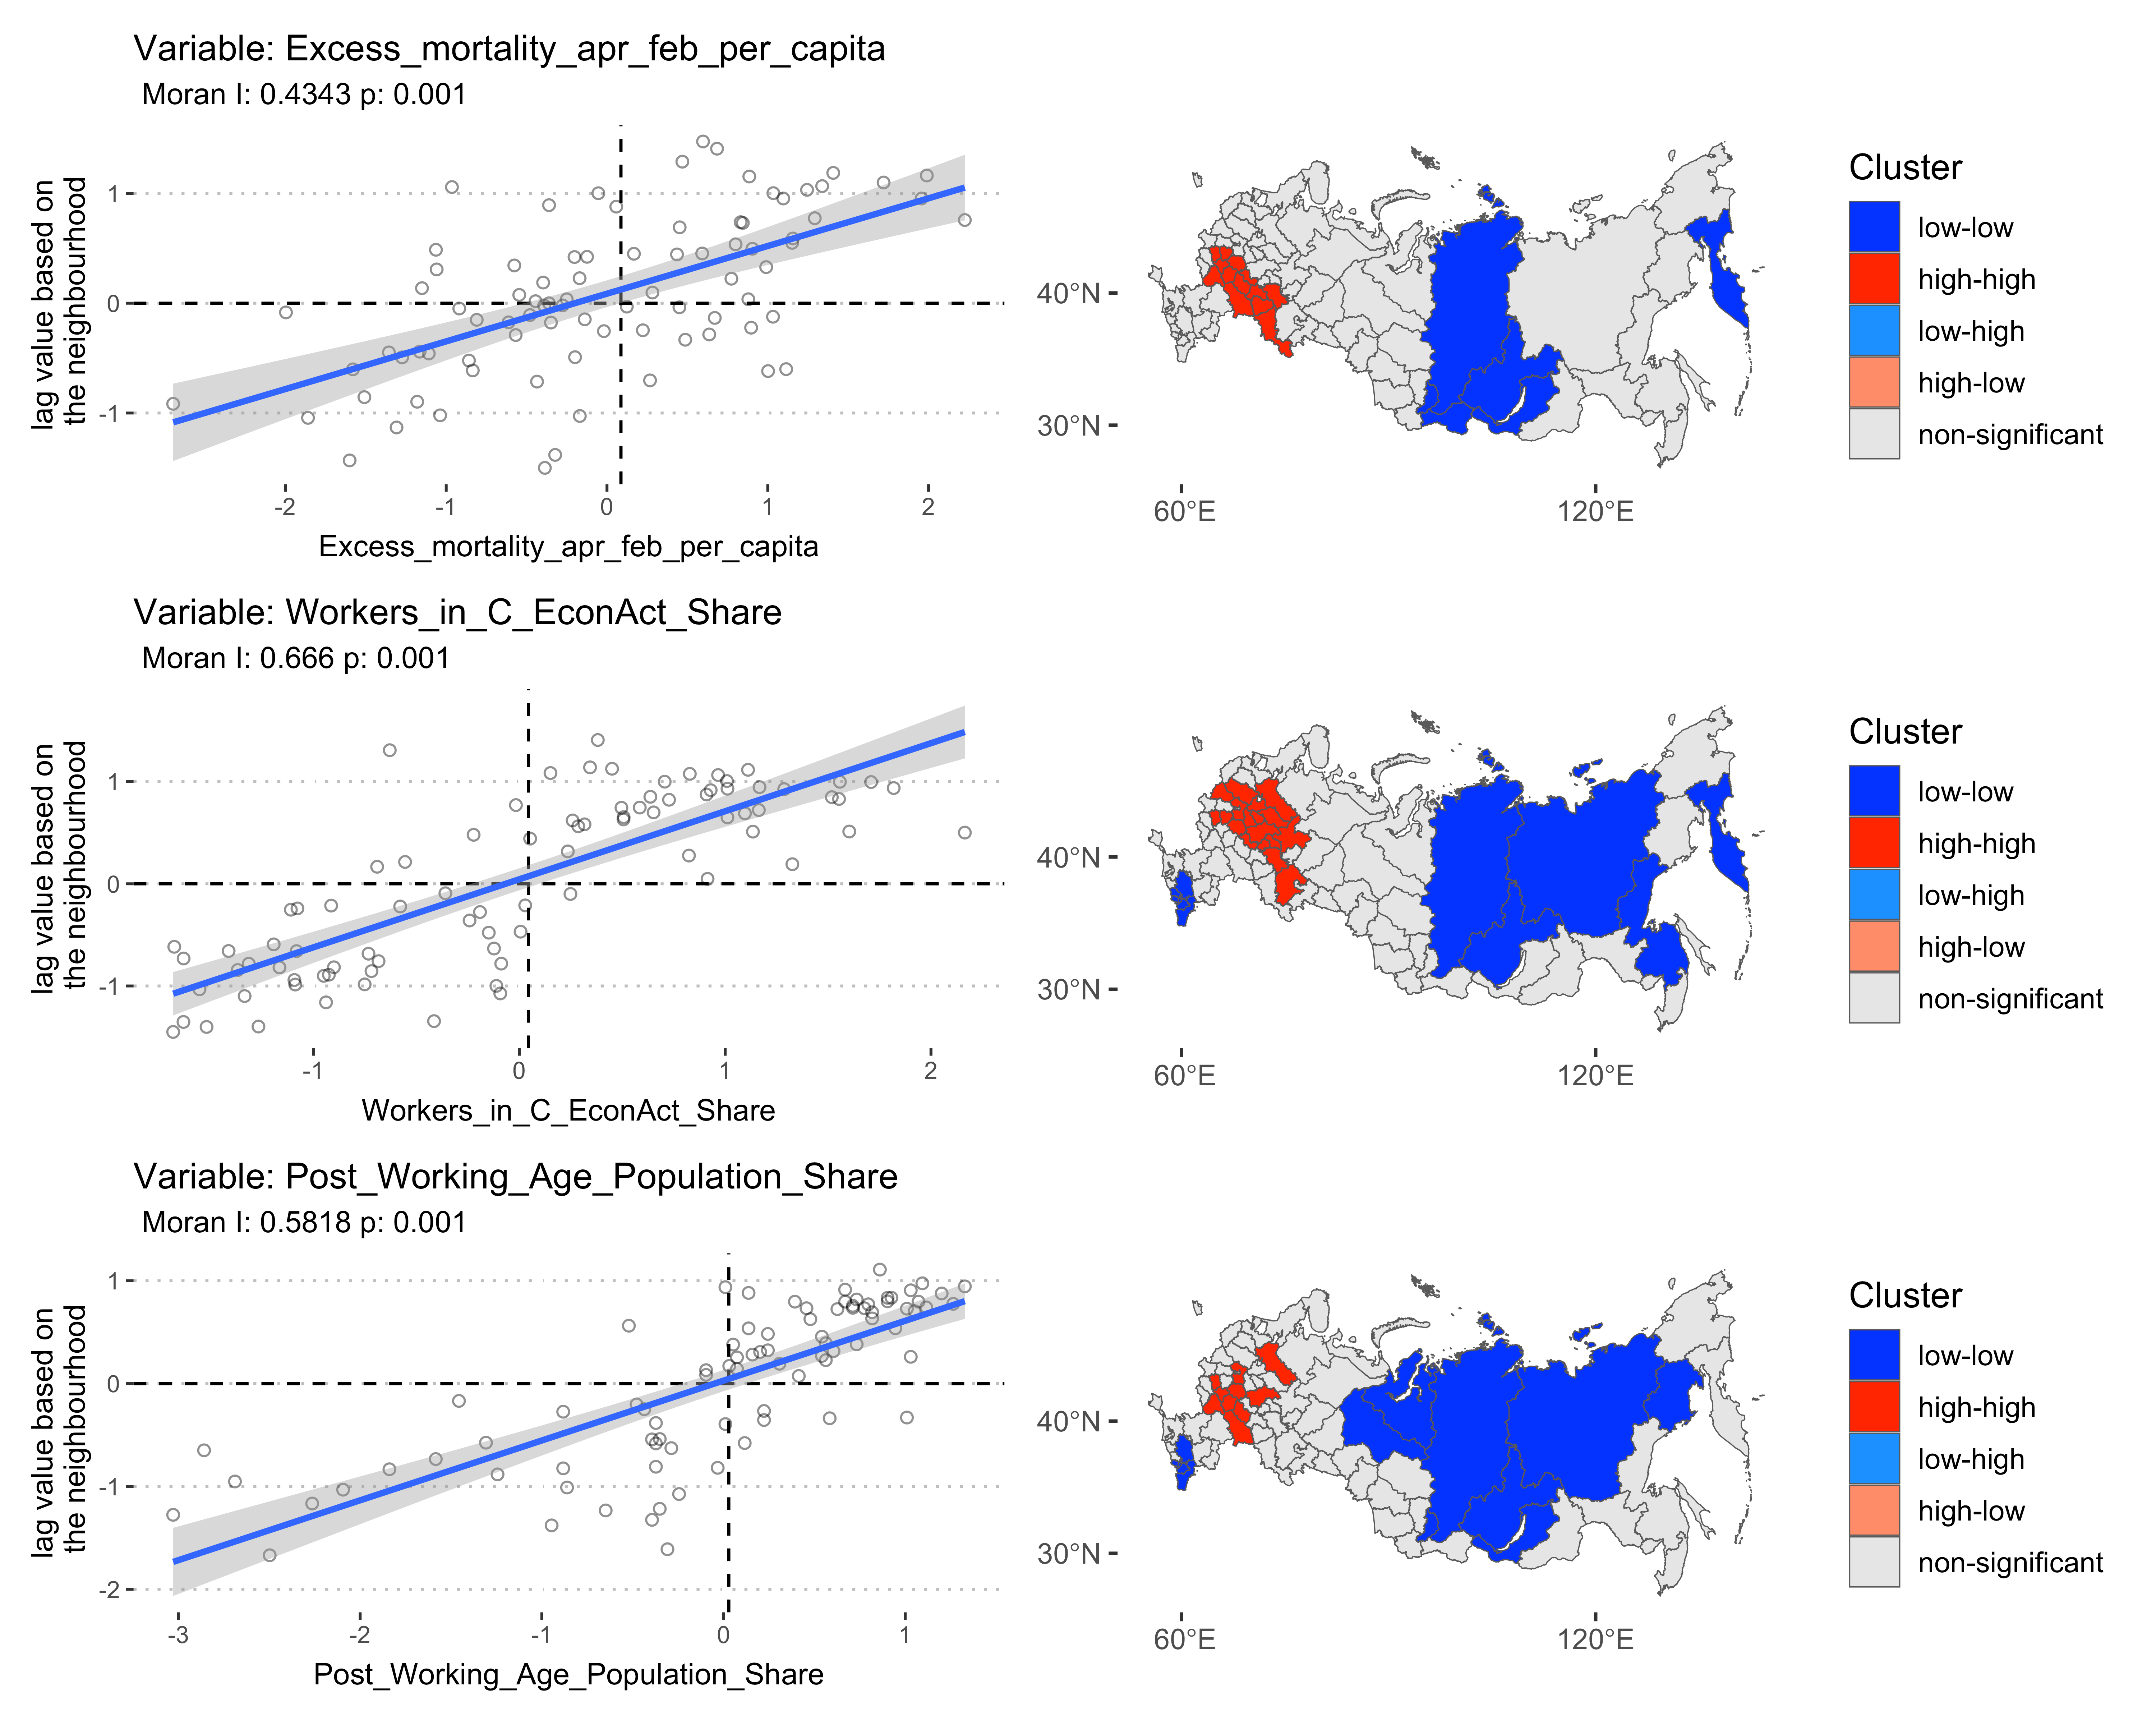 Variable: Excess_mortality_apr_feb_per_capita
Moran I: 0.4343 p: 0.001
lag value based on
the neighbourhood
1
0
-1
-2
-1
0
1
2
Excess_mortality_apr_feb_per_capita
40°N
30°N
60°E
120°E
Cluster
low-low
high-high
low-high
high-low
non-significant
Variable: Workers_in_C_EconAct_Share
Moran I: 0.666 p: 0.001
lag value based on
the neighbourhood
1
0
-1
-1
0
1
2
Workers_in_C_EconAct_Share
40°N
30°N
60°E
120°E
Cluster
low-low
high-high
low-high
high-low
non-significant
Variable: Post_Working_Age_Population_Share
Moran I: 0.5818 p: 0.001
lag value based on
the neighbourhood
1
0
-1
-2
-3
-2
-1
0
1
Post_Working_Age_Population_Share
40°N
30°N
60°E
120°E
Cluster
low-low
high-high
low-high
high-low
non-significant